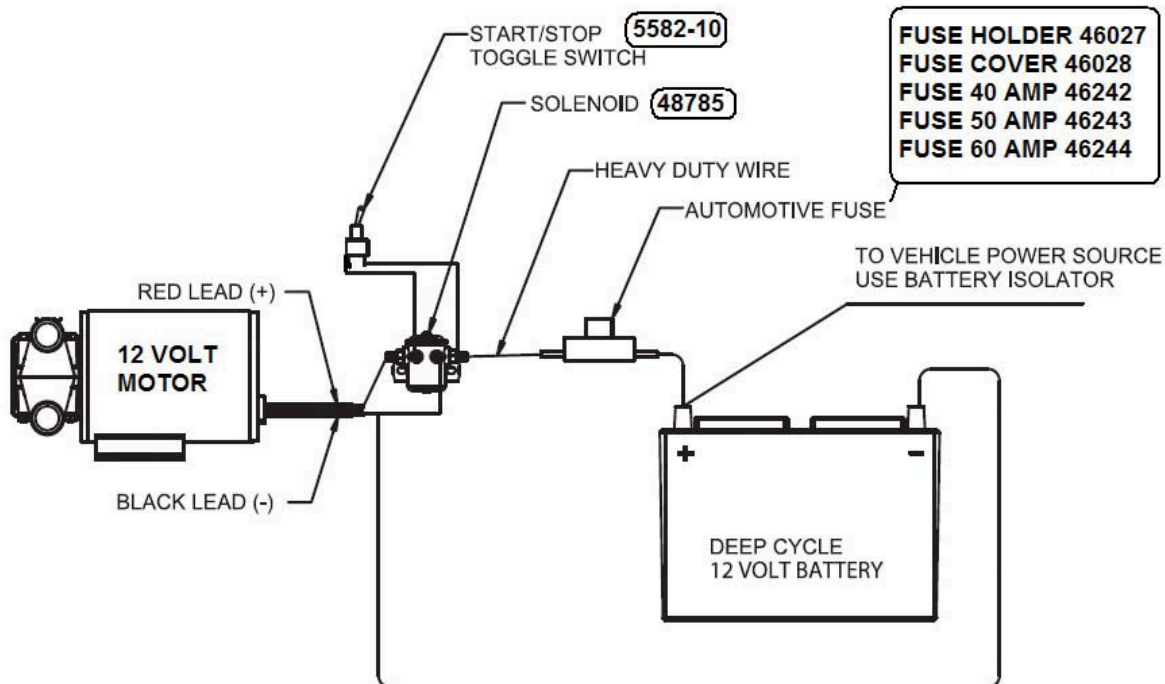 START/STOP 5582-10
TOGGLE SWITCH
SOLENOID 48785
HEAVY DUTY WIRE
AUTOMOTIVE FUSE
FUSE HOLDER 46027
FUSE COVER 46028
FUSE 40 AMP 46242
FUSE 50 AMP 46243
FUSE 60 AMP 46244
TO VEHICLE POWER SOURCE
USE BATTERY ISOLATOR
RED LEAD (+)
12 VOLT
MOTOR
BLACK LEAD (-)
+ -
DEEP CYCLE
12 VOLT BATTERY